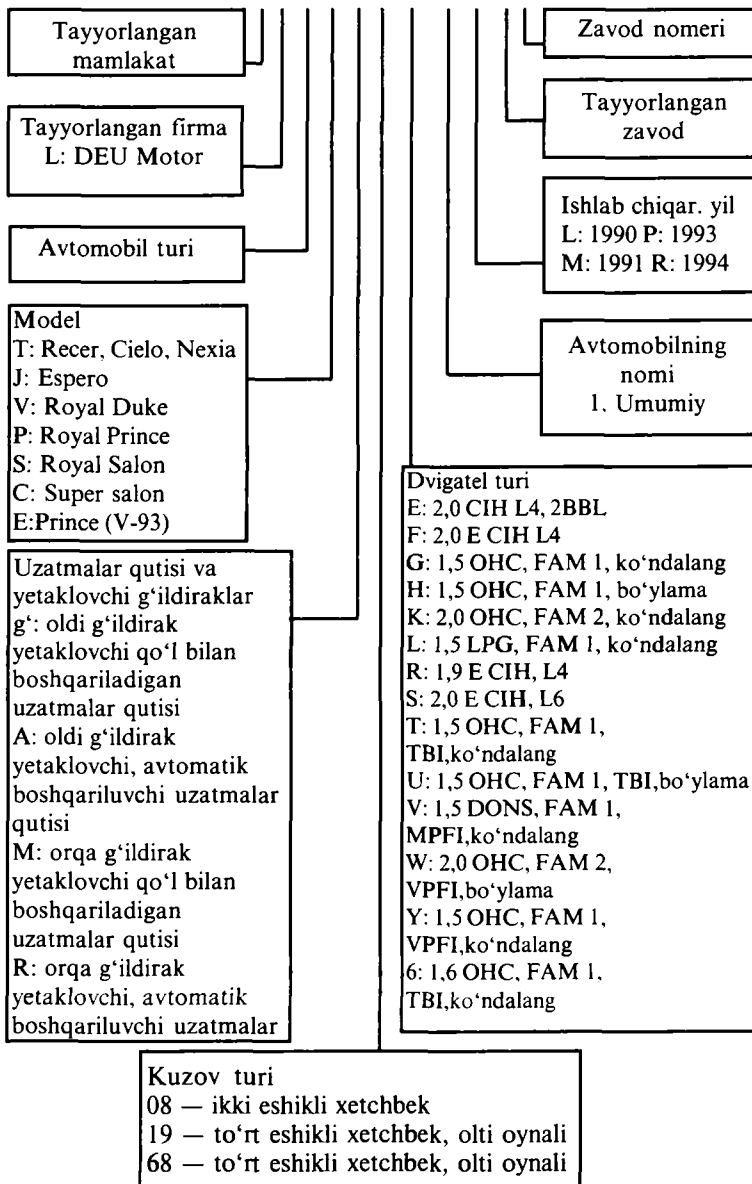 Tayyorlangan
mamlakat
Tayyorlangan firma
L: DEU Motor
Avtomobil turi
Model
T: Recer, Cielo, Nexia
J: Espero
V: Royal Duke
P: Royal Prince
S: Royal Salon
C: Super salon
E:Prince (V-93)
Uzatmalar qutisi va
yetaklovchi g‘ildiraklar
g‘: oldi g‘ildirak
yetaklovchi qo‘l bilan
boshqariladigan
uzatmalar qutisi
A: oldi g‘ildirak
yetaklovchi, avtomatik
boshqariluvchi uzatmalar
qutisi
M: orqa g‘ildirak
yetaklovchi qo‘l bilan
boshqariladigan
uzatmalar qutisi
R: orqa g‘ildirak
yetaklovchi, avtomatik
boshqariluvchi uzatmalar
Zavod nomeri
Tayyorlangan
zavod
Ishlab chiqar. yil
L: 1990 P: 1993
M: 1991 R: 1994
Avtomobilning
nomi
1. Umumiy
Dvigatel turi
E: 2,0 CIH L4, 2BBL
F: 2,0 E CIH L4
G: 1,5 OHC, FAM 1, ko‘ndalang
H: 1,5 OHC, FAM 1, bo‘ylama
K: 2,0 OHC, FAM 2, ko‘ndalang
L: 1,5 LPG, FAM 1, ko‘ndalang
R: 1,9 E CIH, L4
S: 2,0 E CIH, L6
T: 1,5 OHC, FAM 1,
TBI,ko‘ndalang
U: 1,5 OHC, FAM 1, TBI,bo‘ylama
V: 1,5 DONS, FAM 1,
MPFI,ko‘ndalang
W: 2,0 OHC, FAM 2,
VPFI,bo‘ylama
Y: 1,5 OHC, FAM 1,
VPFI,ko‘ndalang
6: 1,6 OHC, FAM 1,
TBI,ko‘ndalang
Kuzov turi
08 — ikki eshikli xetchbek
19 — to‘rt eshikli xetchbek, olti oynali
68 — to‘rt eshikli xetchbek, olti oynali